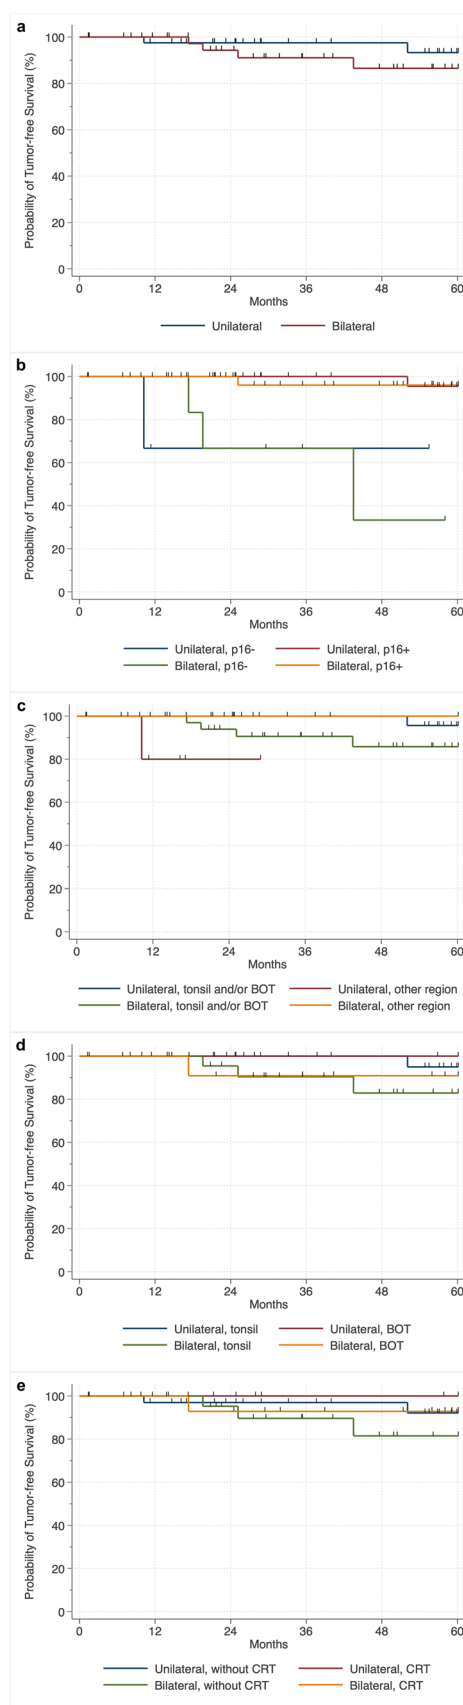 a
Probability of Tumor-free Survival (%)
100
80
60
40
20
0
0 12 24 36 48 60
Months
Unilateral Bilateral
b
Probability of Tumor-free Survival (%)
100
80
60
40
20
0
0 12 24 36 48 60
Months
Unilateral, p16- Unilateral, p16+
Bilateral, p16- Bilateral, p16+
c
Probability of Tumor-free Survival (%)
100
80
60
40
20
0
0 12 24 36 48 60
Months
Unilateral, tonsil and/or BOT Unilateral, other region
Bilateral, tonsil and/or BOT Bilateral, other region
d
Probability of Tumor-free Survival (%)
100
80
60
40
20
0
0 12 24 36 48 60
Months
Unilateral, tonsil Unilateral, BOT
Bilateral, tonsil Bilateral, BOT
e
Probability of Tumor-free Survival (%)
100
80
60
40
20
0
0 12 24 36 48 60
Months
Unilateral, without CRT Unilateral, CRT
Bilateral, without CRT Bilateral, CRT